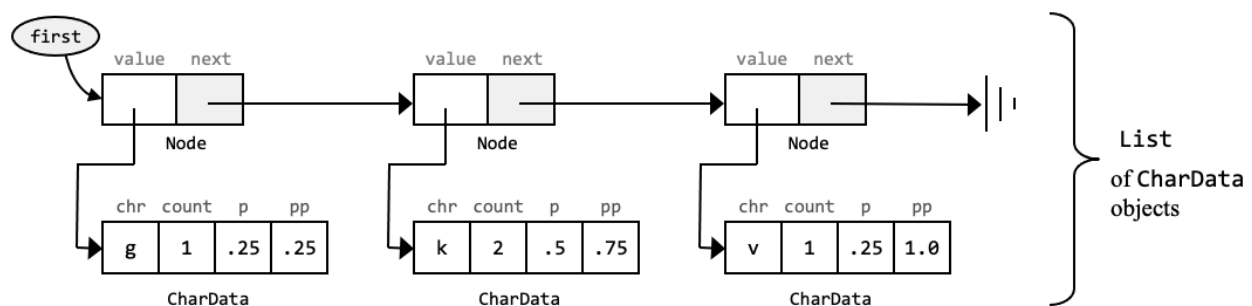 first
value next value next value next
Node Node Node
List
of CharData
objects
chr count p pp chr count p pp chr count p pp
g 1 .25 .25 k 2 .5 .75 v 1 .25 1.0
CharData CharData CharData